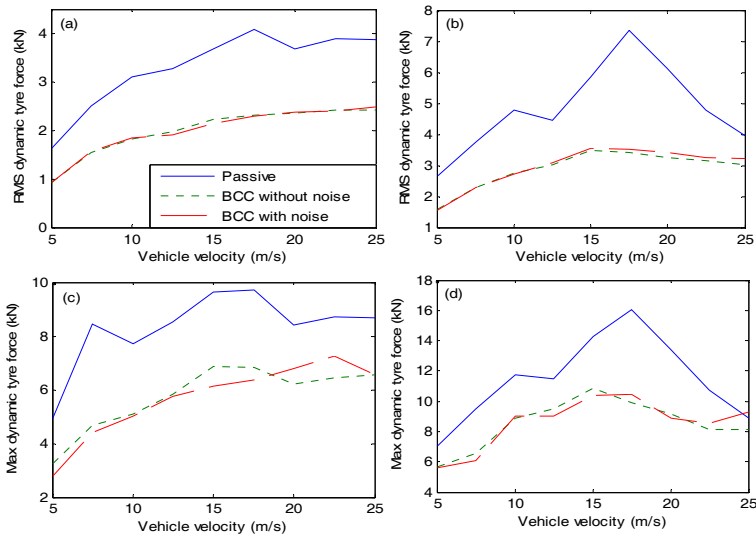 (a)
RMS dynamic tyre force (kN)
4
3
2
1
0
5 10 15 20 25
Vehicle velocity (m/s)
Passive
BCC without noise
BCC with noise
(b)
RMS dynamic tyre force (kN)
8
7
6
5
4
3
2
1
5 10 15 20 25
Vehicle velocity (m/s)
(c)
Max dynamic tyre force (kN)
10
8
6
4
2
5 10 15 20 25
Vehicle velocity (m/s)
(d)
Max dynamic tyre force (kN)
18
16
14
12
10
8
6
4
5 10 15 20 25
Vehicle velocity (m/s)